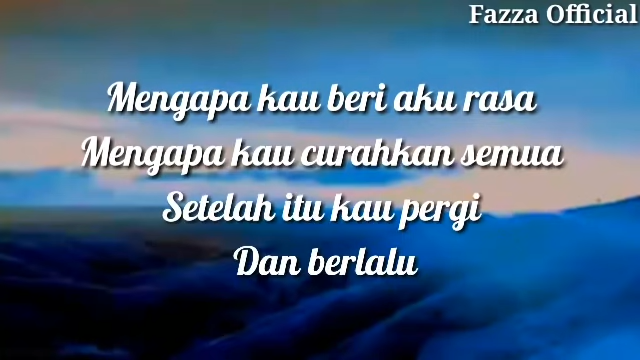 Fazza Official
Mengapa kau beri aku rasa
Mengapa kau curahkan semua
Setelah itu kau pergi
Dan berlalu